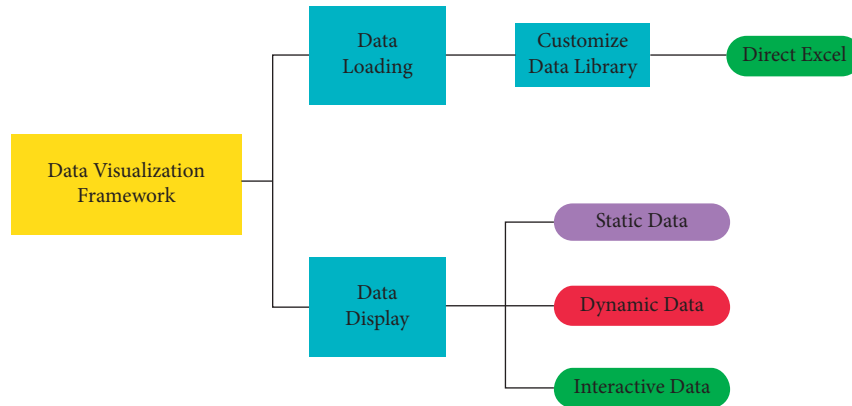 Data Visualization
Framework
Data
Loading
Customize
Data Library
Direct Excel
Data
Display
Static Data
Dynamic Data
Interactive Data